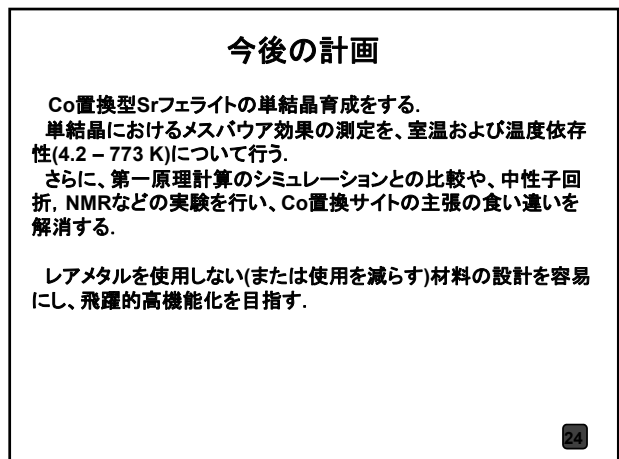 今後の計画
Co置換型Srフェライトの単結晶育成をする.
単結晶におけるメスバウア効果の測定を、室温および温度依存
性(4.2 – 773 K)について行う.
さらに、第一原理計算のシミュレーションとの比較や、中性子回
折, NMRなどの実験を行い、Co置換サイトの主張の食い違いを
解消する.
レアメタルを使用しない(または使用を減らす)材料の設計を容易
にし、飛躍的高機能化を目指す.
24